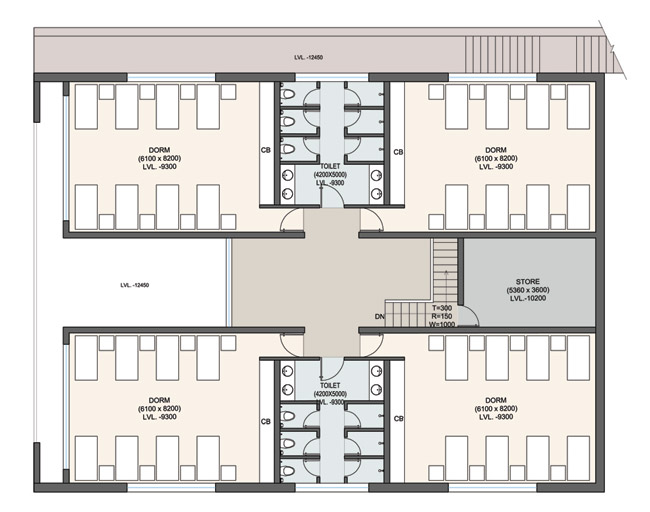 LVL. -12450
DORM
(6100 x 8200)
LVL. -9300
CB
TOILET
(4200X5000)
LVL. -9300
CB
DORM
(6100 x 8200)
LVL. -9300
LVL. -12450
STORE
(5360 x 3600)
LVL.-10200
DN
T=300
R=150
W=1000
DORM
(6100 x 8200)
LVL. -9300
CB
TOILET
(4200X5000)
LVL. -9300
CB
DORM
(6100 x 8200)
LVL. -9300